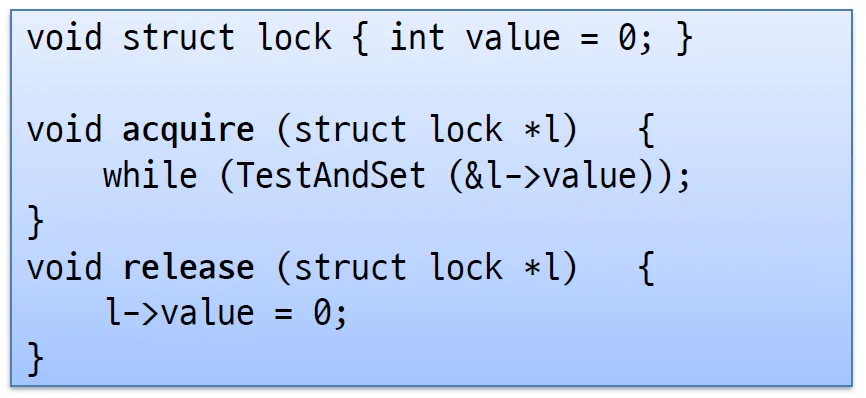 void struct lock { int value = 0; }
void acquire (struct lock *l) {
while (TestAndSet (&l->value));
}
void release (struct lock *l) {
l->value = 0;
}